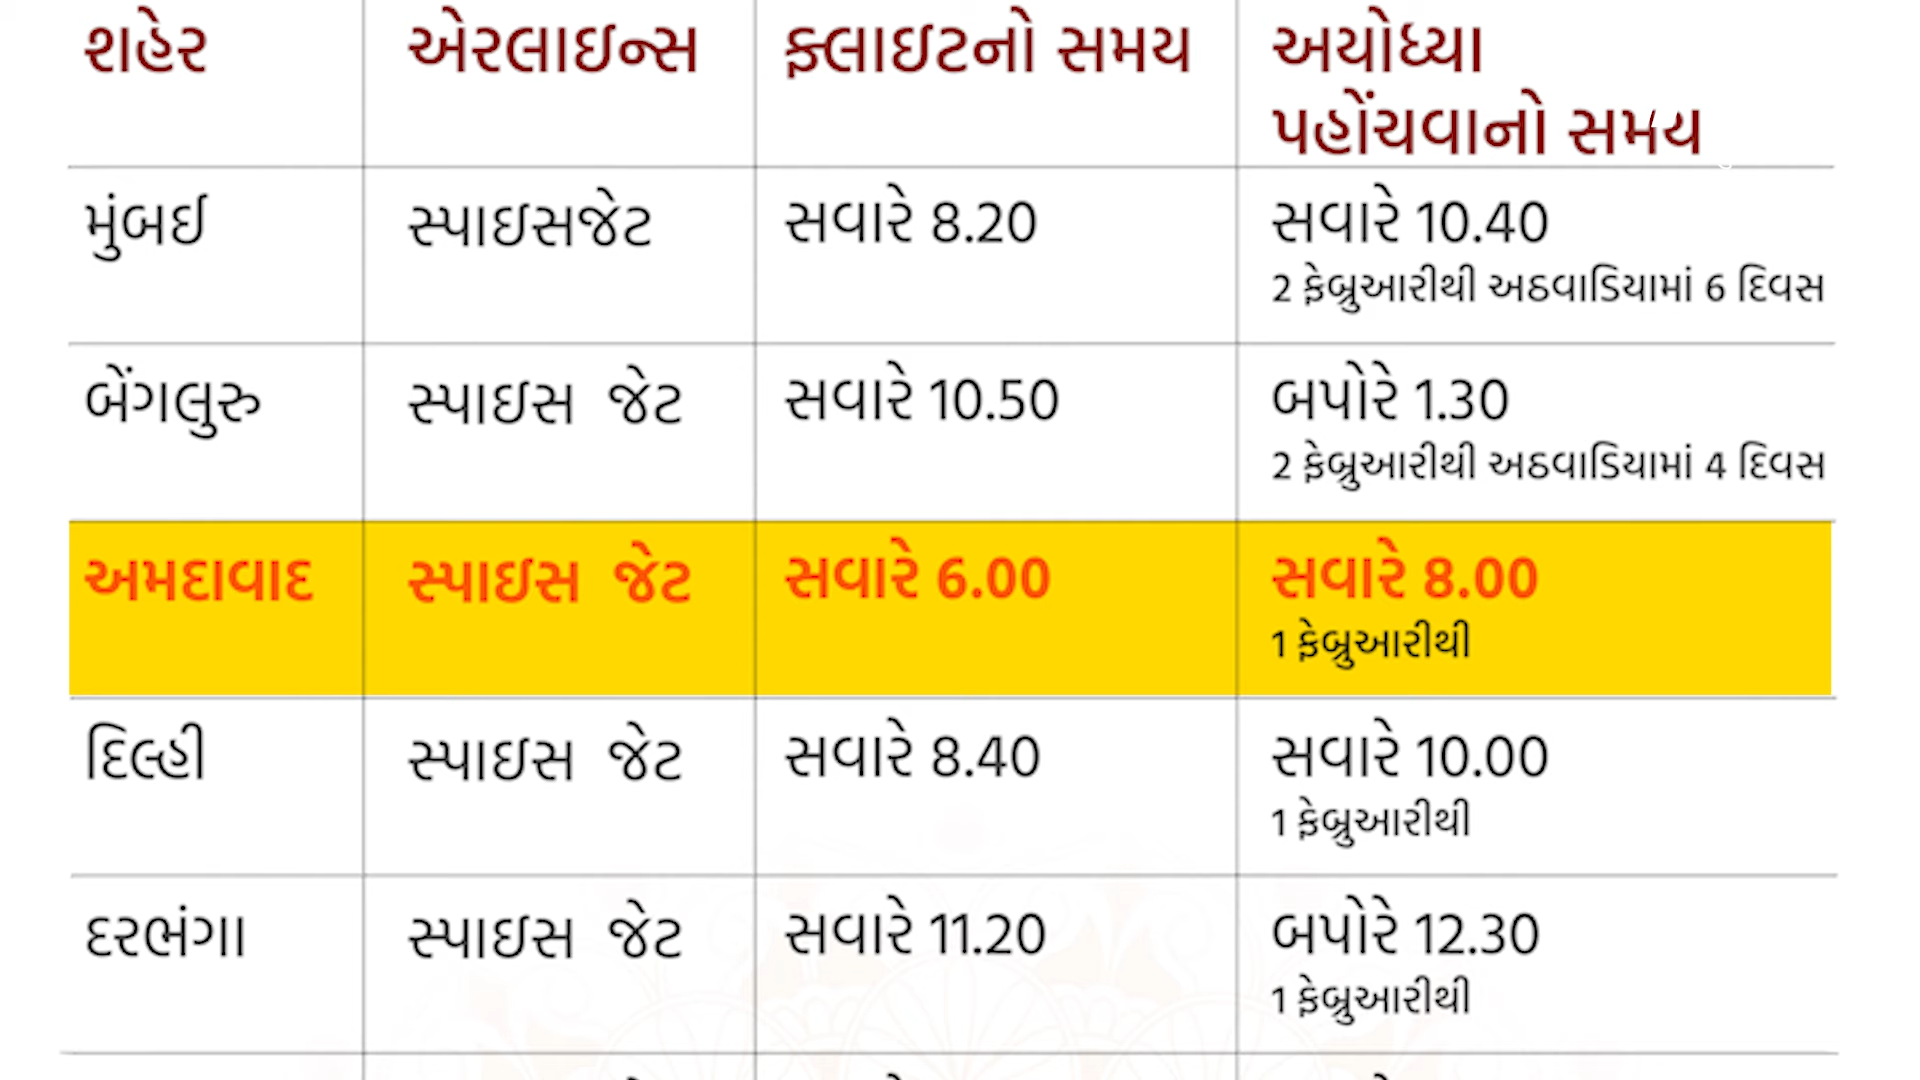 શહેર એરલાઇન્સ ફ્લાઇટનો સમય અયોધ્યા
પહોંચવાનો સમય
મુંબઈ સ્પાઇસજેટ સવારે 8.20 સવારે 10.40
2 ફેબ્રુઆરીથી અઠવાડિયામાં 6 દિવસ
બેંગલુરુ સ્પાઇસ જેટ સવારે 10.50 બપોરે 1.30
2 ફેબ્રુઆરીથી અઠવાડિયામાં 4 દિવસ
અમદાવાદ સ્પાઇસ જેટ સવારે 6.00 સવારે 8.00
1 ફેબ્રુઆરીથી
દિલ્હી સ્પાઇસ જેટ સવારે 8.40 સવારે 10.00
1 ફેબ્રુઆરીથી
દરભંગા સ્પાઇસ જેટ સવારે 11.20 બપોરે 12.30
1 ફેબ્રુઆરીથી